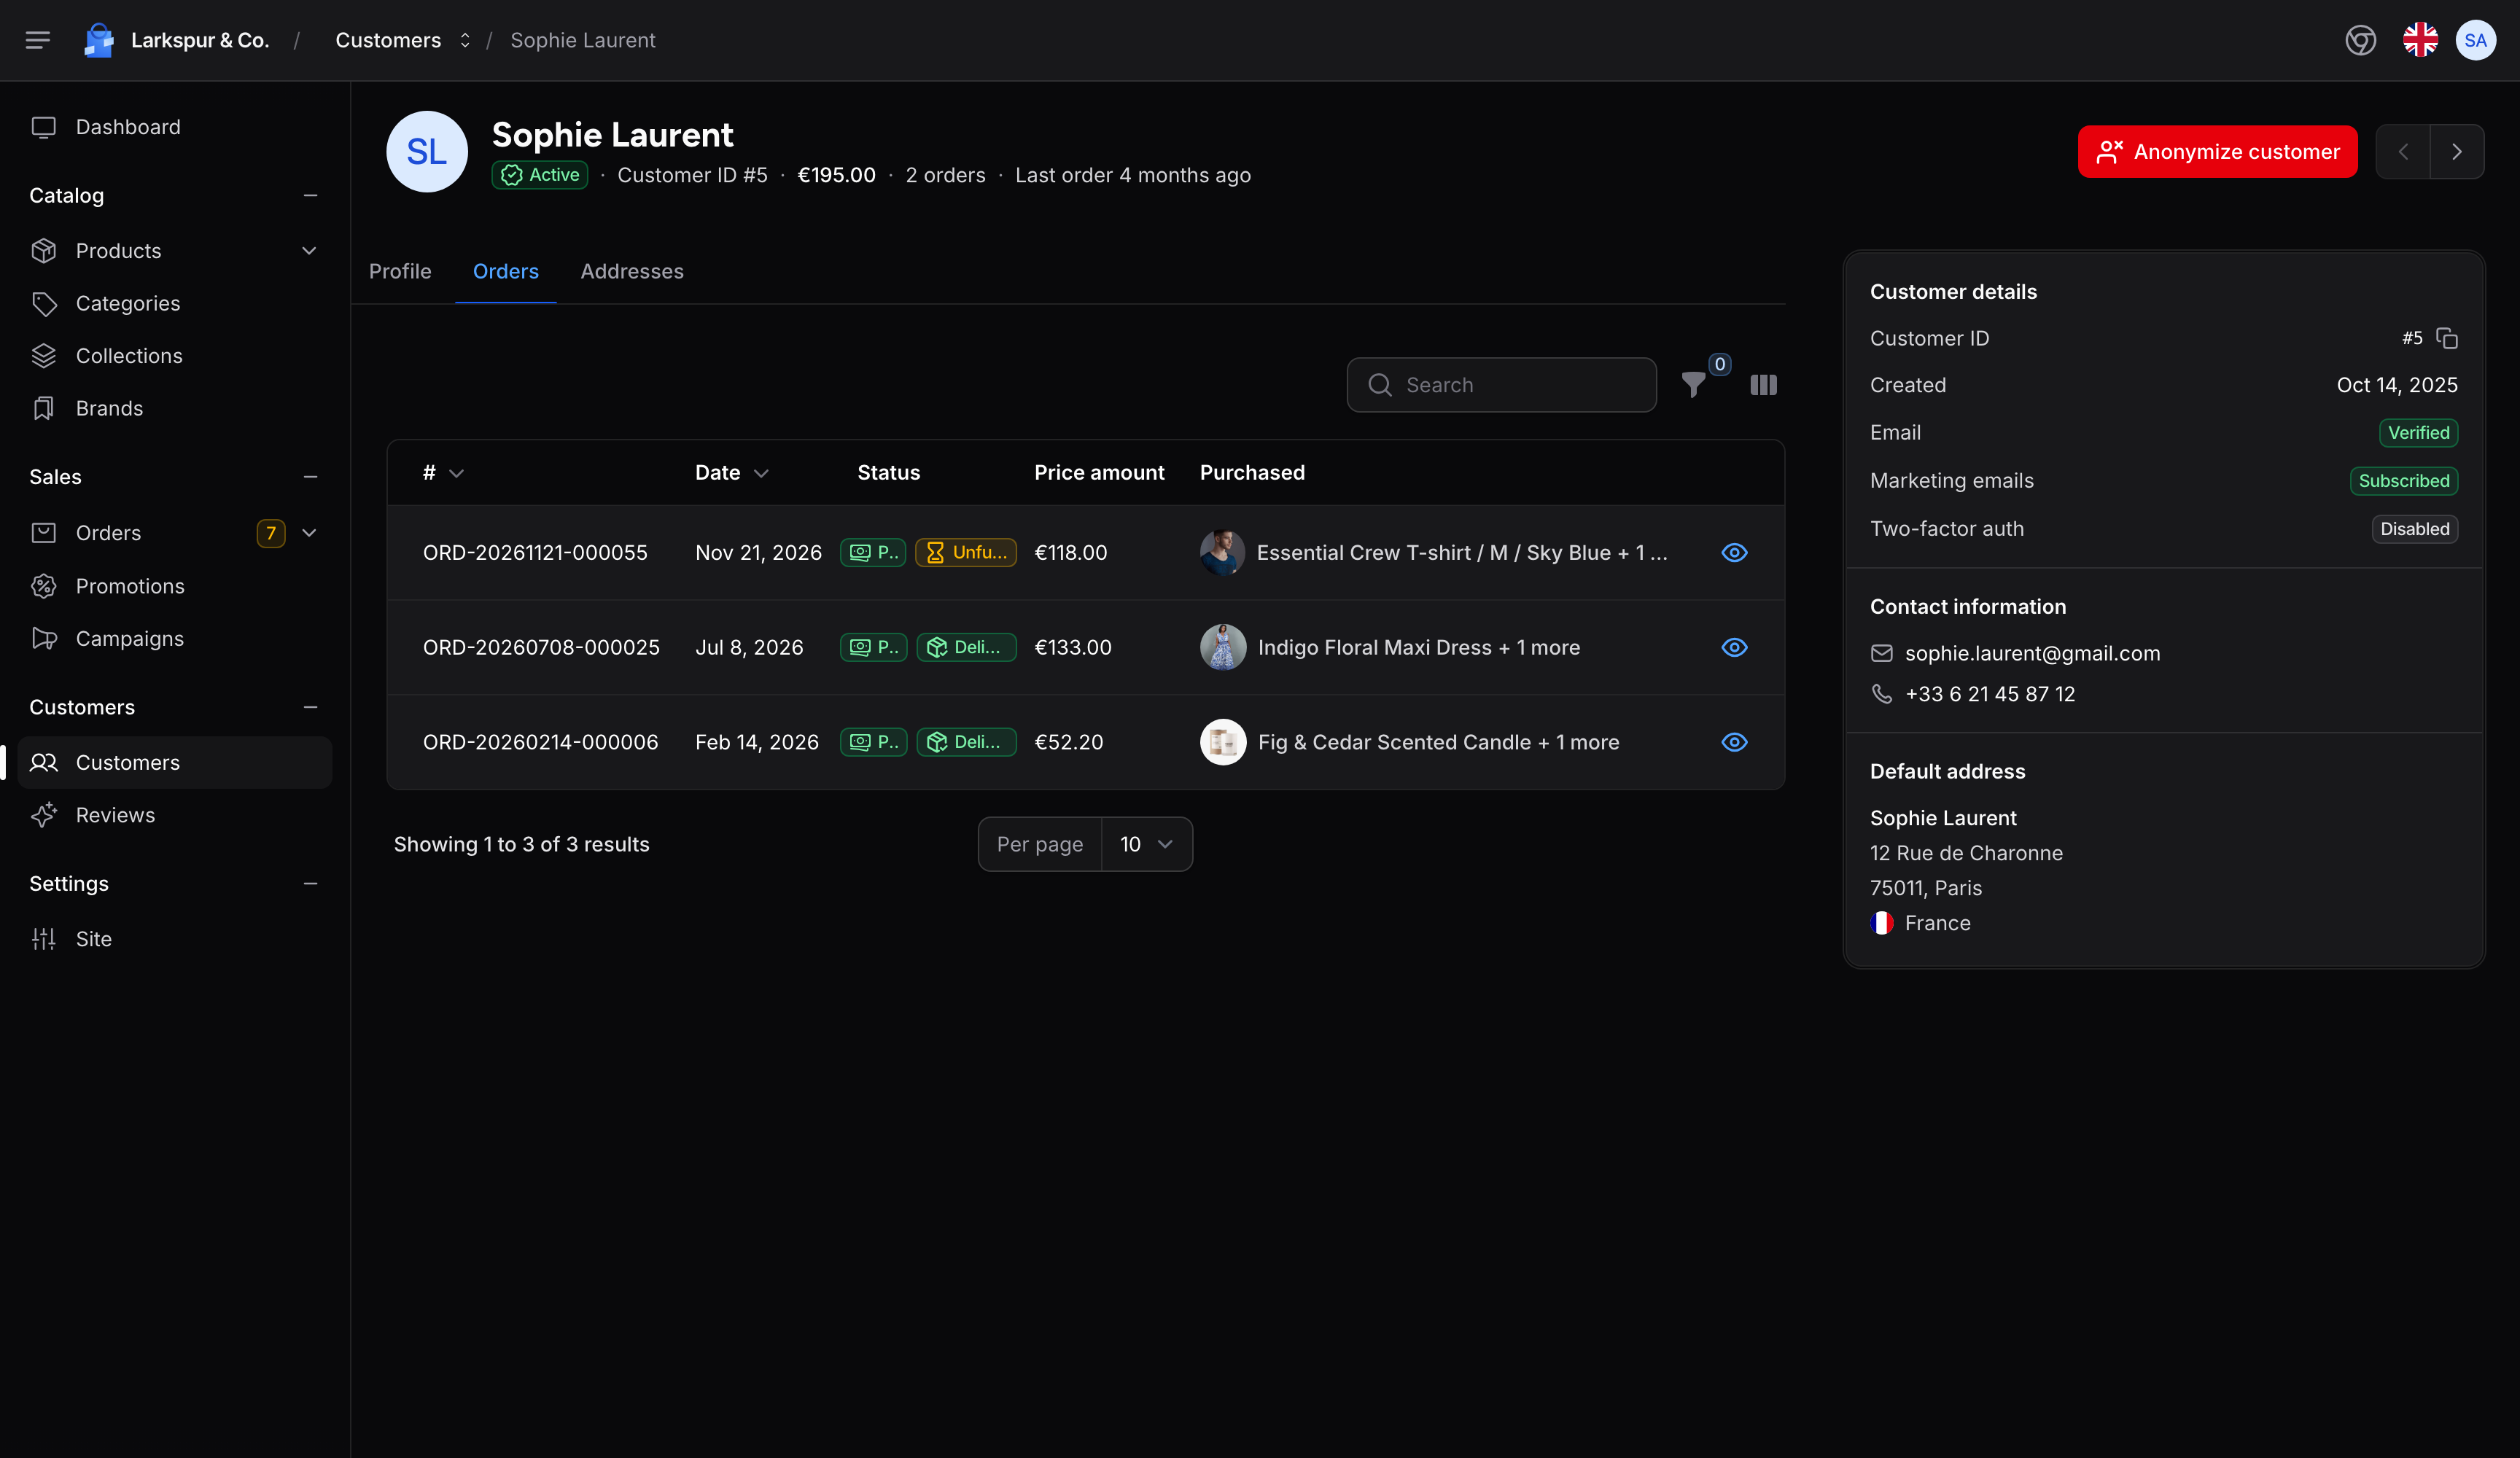 Larkspur & Co. / Customers / Sophie Laurent
SA
Dashboard
Catalog
Products
Categories
Collections
Brands
Sales
Orders 7
Promotions
Campaigns
Customers
Customers
Reviews
Settings
Site
SL
Sophie Laurent
Active · Customer ID #5 · €195.00 · 2 orders · Last order 4 months ago
Anonymize customer
Profile Orders Addresses
Search
0
# Date Status Price amount Purchased
ORD-20261121-000055 Nov 21, 2026 P.. Unfu... €118.00 Essential Crew T-shirt / M / Sky Blue + 1 ...
ORD-20260708-000025 Jul 8, 2026 P.. Deli... €133.00 Indigo Floral Maxi Dress + 1 more
ORD-20260214-000006 Feb 14, 2026 P.. Deli... €52.20 Fig & Cedar Scented Candle + 1 more
Showing 1 to 3 of 3 results
Per page 10
Customer details
Customer ID #5
Created Oct 14, 2025
Email Verified
Marketing emails Subscribed
Two-factor auth Disabled
Contact information
sophie.laurent@gmail.com
+33 6 21 45 87 12
Default address
Sophie Laurent
12 Rue de Charonne
75011, Paris
France